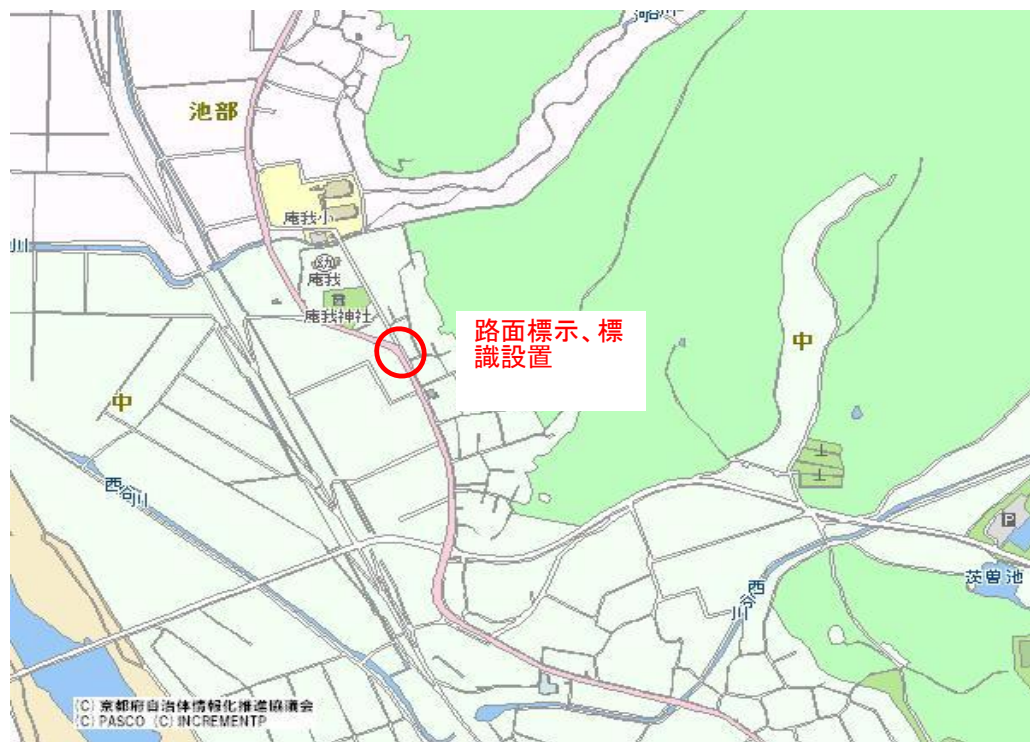 池部
庵我小
川
幼
庵我
庵我神社
路面標示、標
識設置
中
中
西谷川
P
茨曽池
西谷川
(C) 京都府自治体情報化推進協議会
(C) PASCO (C) INCREMENTP